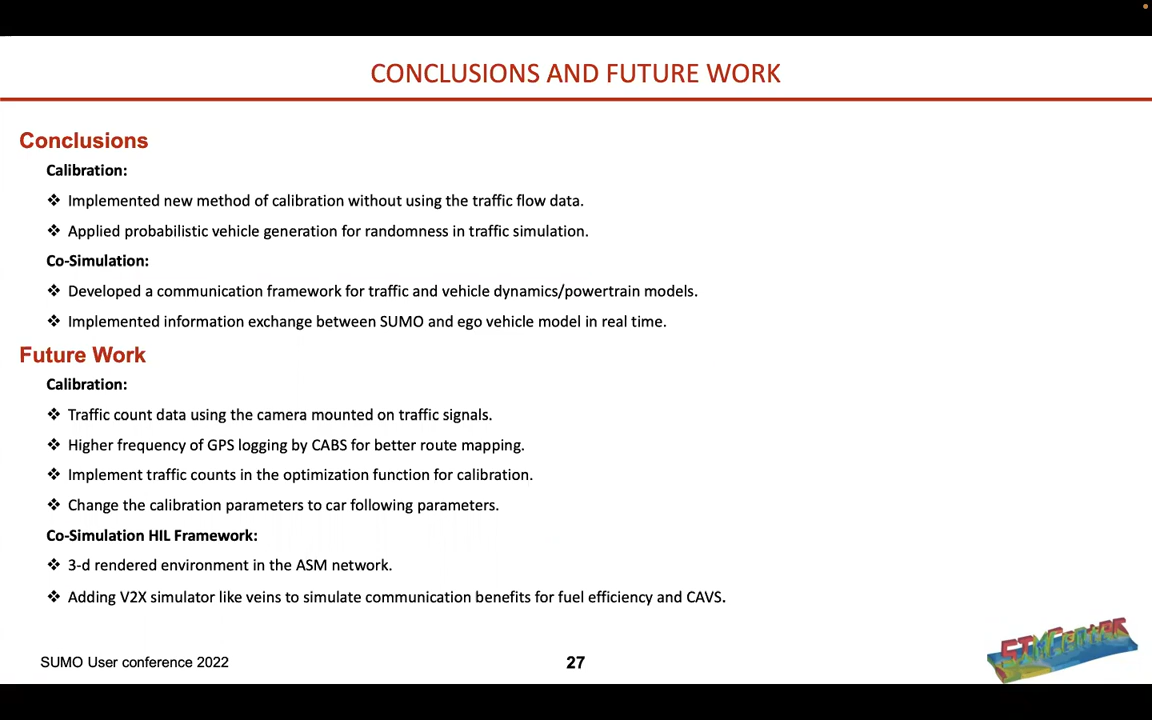 CONCLUSIONS AND FUTURE WORK
Conclusions
Calibration:
❖ Implemented new method of calibration without using the traffic flow data.
❖ Applied probabilistic vehicle generation for randomness in traffic simulation.
Co-Simulation:
❖ Developed a communication framework for traffic and vehicle dynamics/powertrain models.
❖ Implemented information exchange between SUMO and ego vehicle model in real time.
Future Work
Calibration:
❖ Traffic count data using the camera mounted on traffic signals.
❖ Higher frequency of GPS logging by CABS for better route mapping.
❖ Implement traffic counts in the optimization function for calibration.
❖ Change the calibration parameters to car following parameters.
Co-Simulation HIL Framework:
❖ 3-d rendered environment in the ASM network.
❖ Adding V2X simulator like veins to simulate communication benefits for fuel efficiency and CAVS.
SIMCenter
SUMO User conference 2022
27